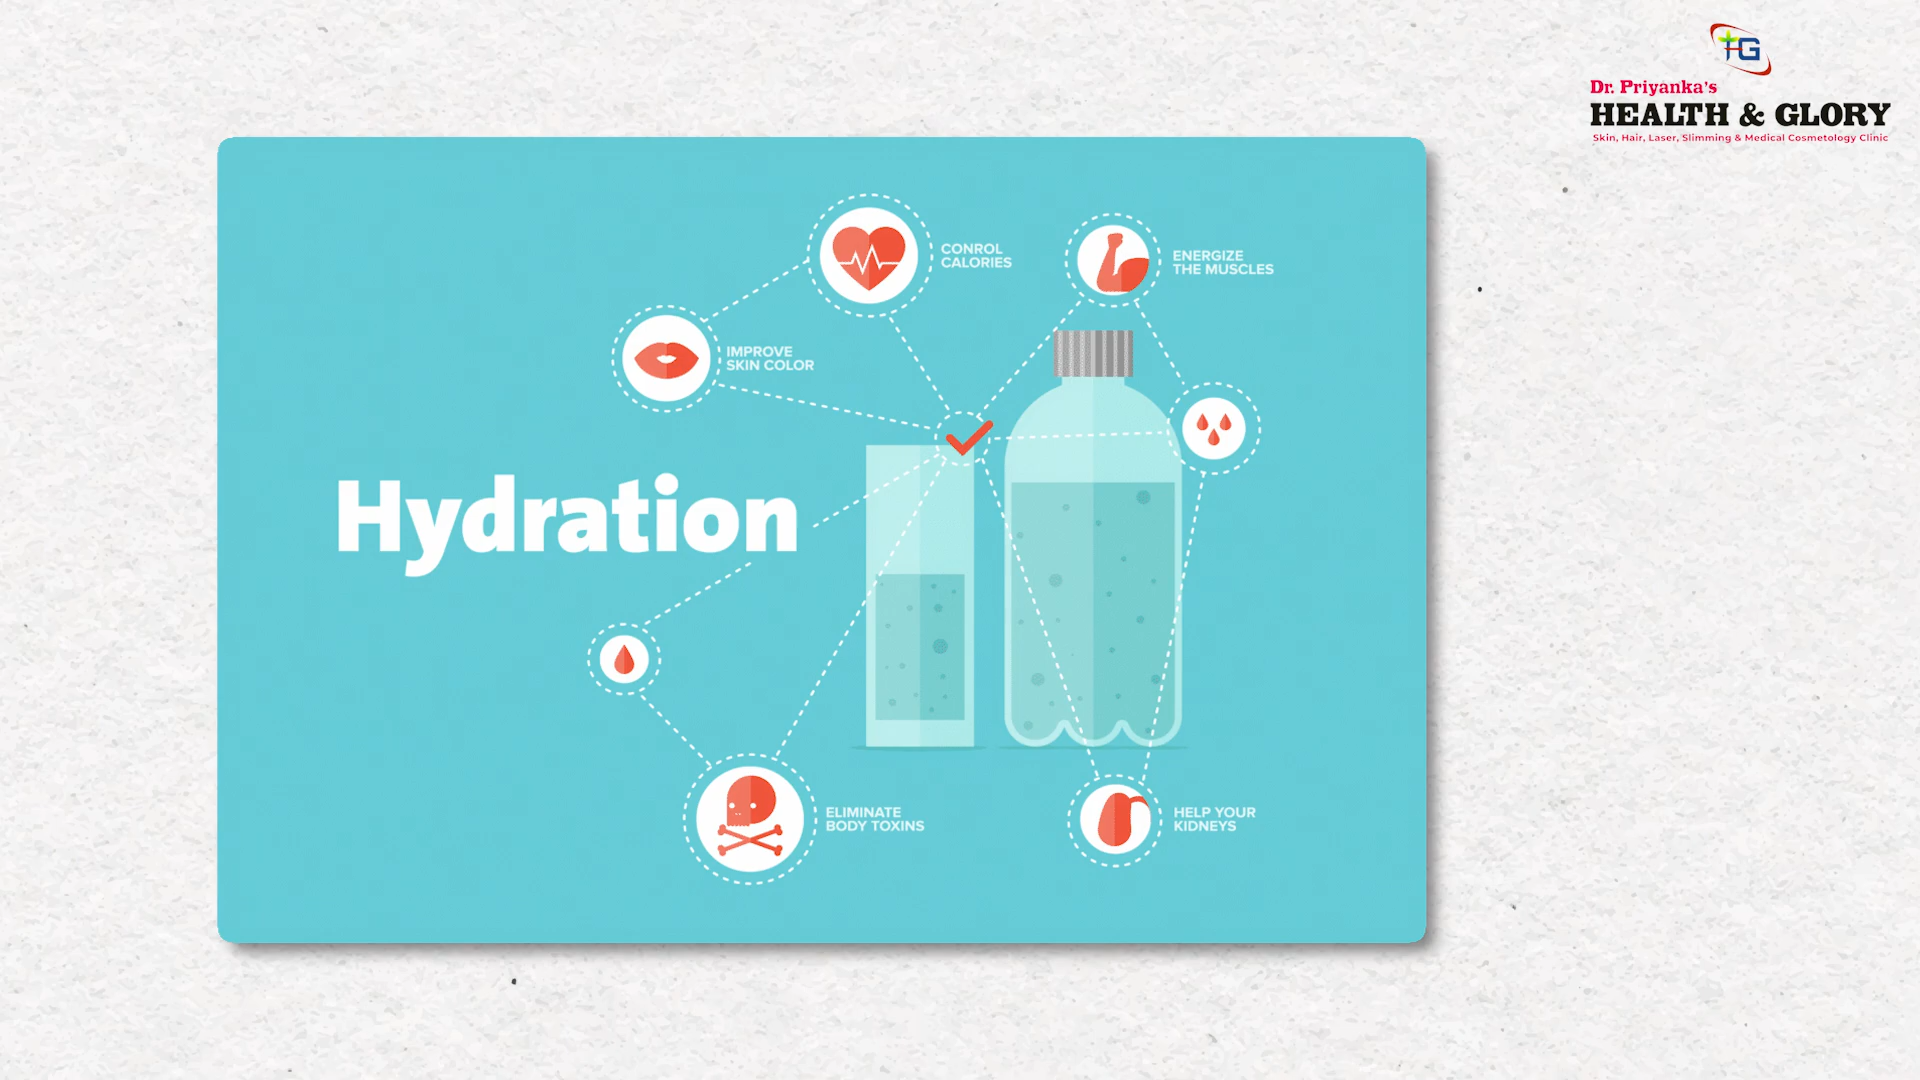 G
Dr. Priyanka's
HEALTH & GLORY
Skin, Hair, Laser, Slimming & Medical Cosmetology Clinic
CONROL
CALORIES
ENERGIZE
THE MUSCLES
IMPROVE
SKIN COLOR
Hydration
ELIMINATE
BODY TOXINS
HELP YOUR
KIDNEYS